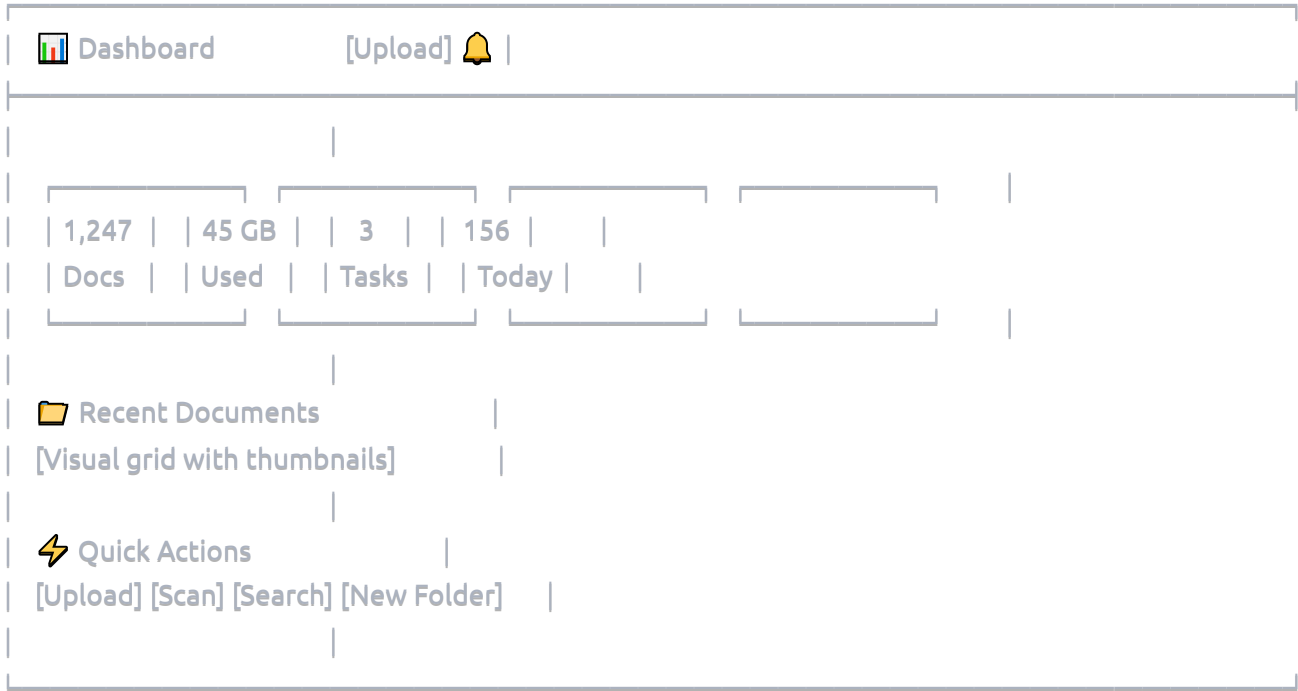 📊 Dashboard [Upload] 🔔 |
| |
| |
| | 1,247 | | 45 GB | | 3 | | 156 | |
| | Docs | | Used | | Tasks | | Today | |
| |
| |
| 📁 Recent Documents |
| [Visual grid with thumbnails] |
| |
| ⚡ Quick Actions |
| [Upload] [Scan] [Search] [New Folder] |
| |